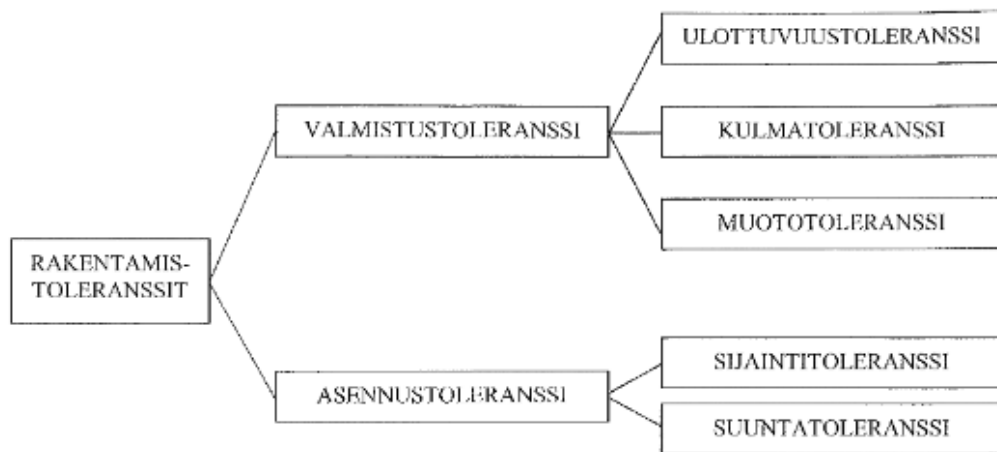 ULOTTUVUUSTOLERANSSI
VALMISTUSTOLERANSSI
KULMATOLERANSSI
MUOTOTOLERANSSI
RAKENTAMIS-
TOLERANSSIT
SIJAINTITOLERANSSI
ASENNUSTOLERANSSI
SUUNTATOLERANSSI